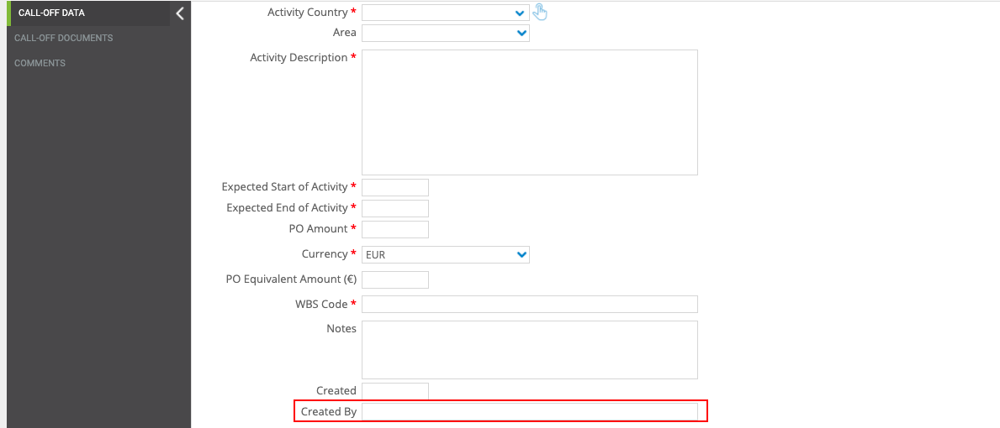 CALL-OFF DATA
CALL-OFF DOCUMENTS
COMMENTS
Activity Country *
Area
Activity Description *
Expected Start of Activity *
Expected End of Activity *
PO Amount *
Currency * EUR
PO Equivalent Amount (€)
WBS Code *
Notes
Created
Created By